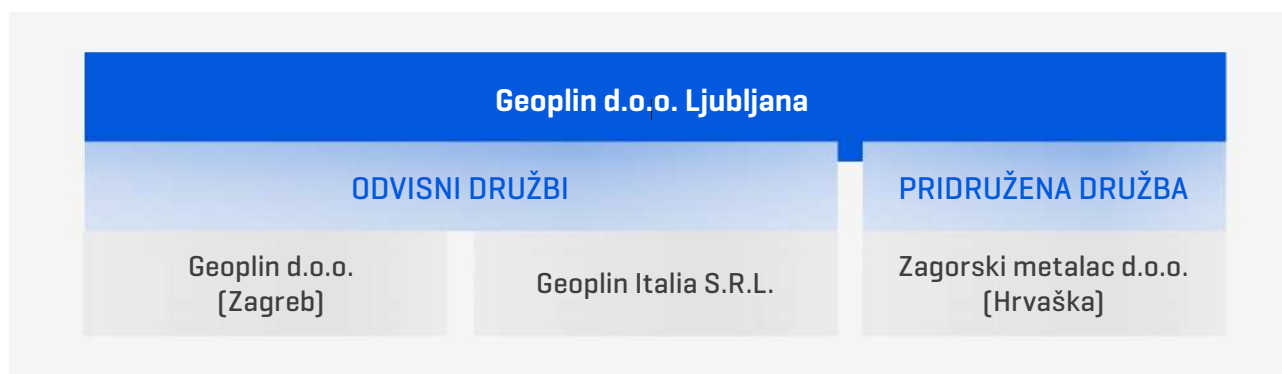 Geoplin d.o.o. Ljubljana
ODVISNI DRUŽBI
PRIDRUŽENA DRUŽBA
Geoplin d.o.o.
(Zagreb)
Geoplin Italia S.R.L.
Zagorski metalac d.o.o.
(Hrvaška)